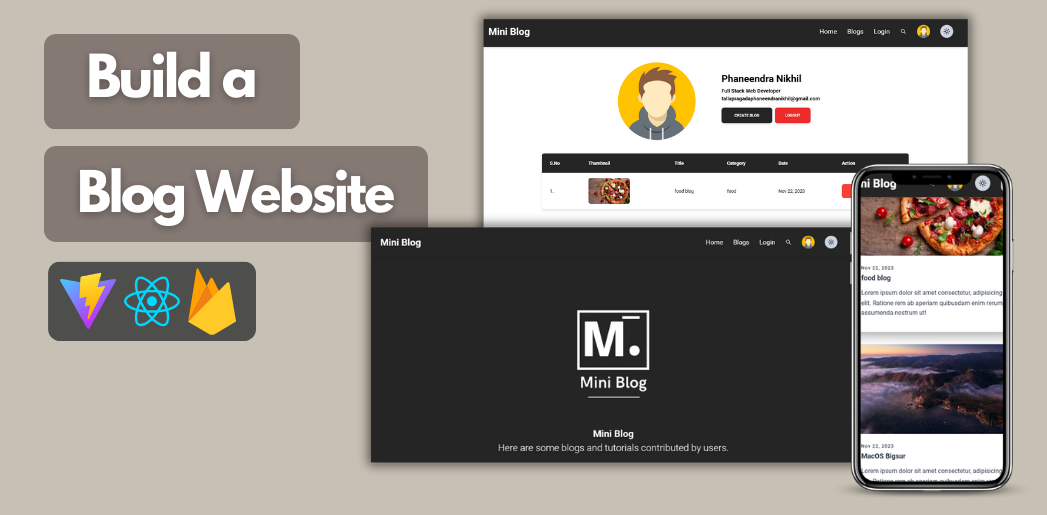 Build a
Blog Website
Mini Blog
Home Blogs Login
Phaneendra Nikhil
Full Stack Web Developer
tallapragadaphaneendranikhil@gmail.com
CREATE BLOG LOGOUT
S.No Thumbnail Title Category Date Action
1. food blog food Nov 22, 2023
Mini Blog
Home Blogs Login
M.
Mini Blog
Mini Blog
Here are some blogs and tutorials contributed by users.
ni Blog
Nov 22, 2023
food blog
Lorem ipsum dolor sit amet consectetur, adipisicing
elit. Ratione rem ab aperiam quibusdam enim rerum
assumenda nostrum ut!
Nov 22, 2023
MacOS Bigsur
Lorem ipsum dolor sit amet consectetur, adipisicing